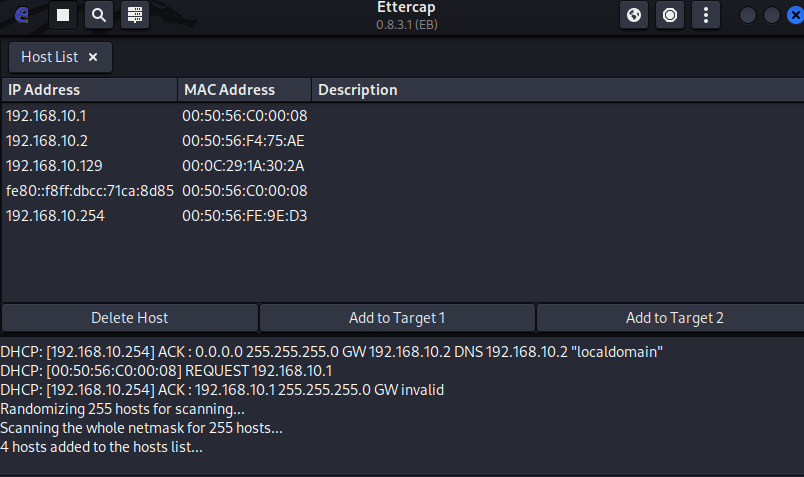 Ettercap
0.8.3.1 (EB)
Host List ×
IP Address MAC Address Description
192.168.10.1 00:50:56:C0:00:08
192.168.10.2 00:50:56:F4:75:AE
192.168.10.129 00:0C:29:1A:30:2A
fe80::f8ff:dbcc:71ca:8d85 00:50:56:C0:00:08
192.168.10.254 00:50:56:FE:9E:D3
Delete Host Add to Target 1 Add to Target 2
DHCP: [192.168.10.254] ACK : 0.0.0.0 255.255.255.0 GW 192.168.10.2 DNS 192.168.10.2 "localdomain"
DHCP: [00:50:56:C0:00:08] REQUEST 192.168.10.1
DHCP: [192.168.10.254] ACK : 192.168.10.1 255.255.255.0 GW invalid
Randomizing 255 hosts for scanning...
Scanning the whole netmask for 255 hosts...
4 hosts added to the hosts list...